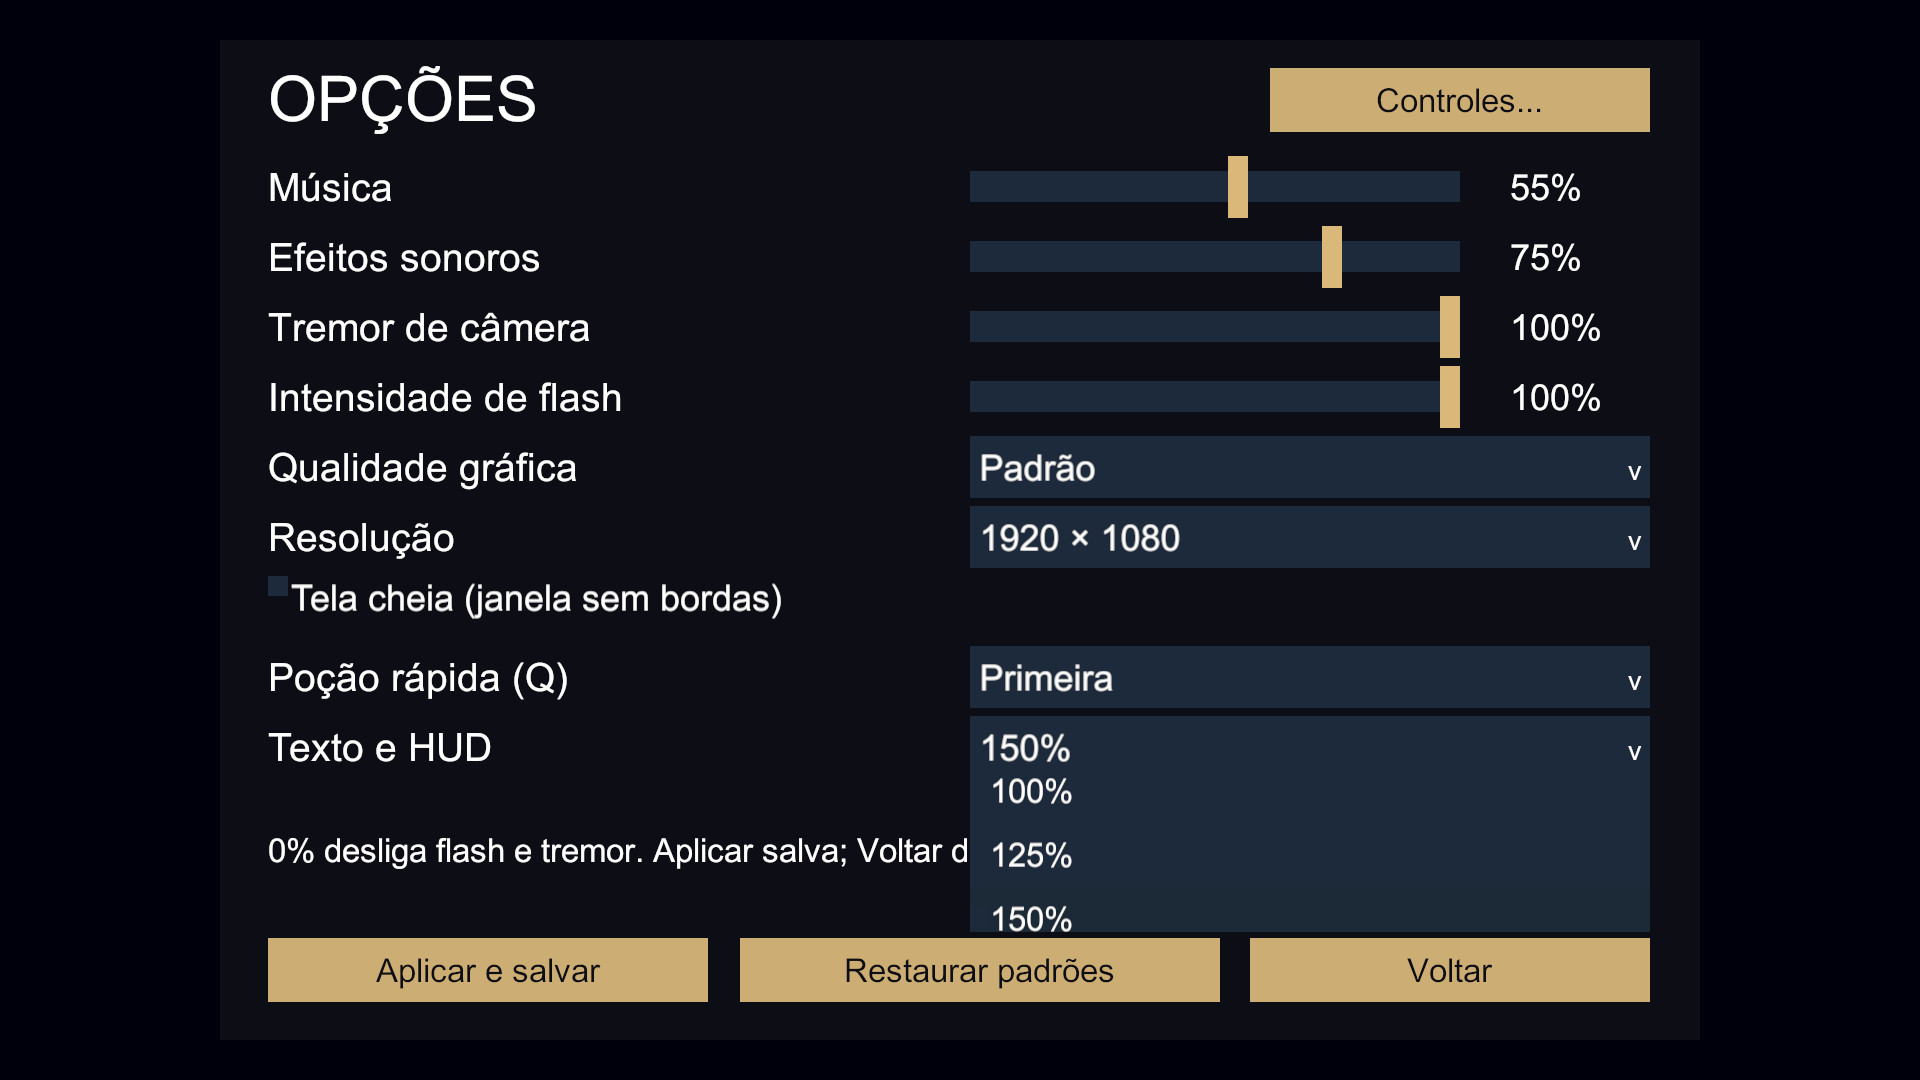 OPÇÕES
Controles...
Música
55%
Efeitos sonoros
75%
Tremor de câmera
100%
Intensidade de flash
100%
Qualidade gráfica
Padrão
v
Resolução
1920 × 1080
v
Tela cheia (janela sem bordas)
Poção rápida (Q)
Primeira
v
Texto e HUD
150%
v
100%
0% desliga flash e tremor. Aplicar salva; Voltar d
125%
150%
Aplicar e salvar
Restaurar padrões
Voltar